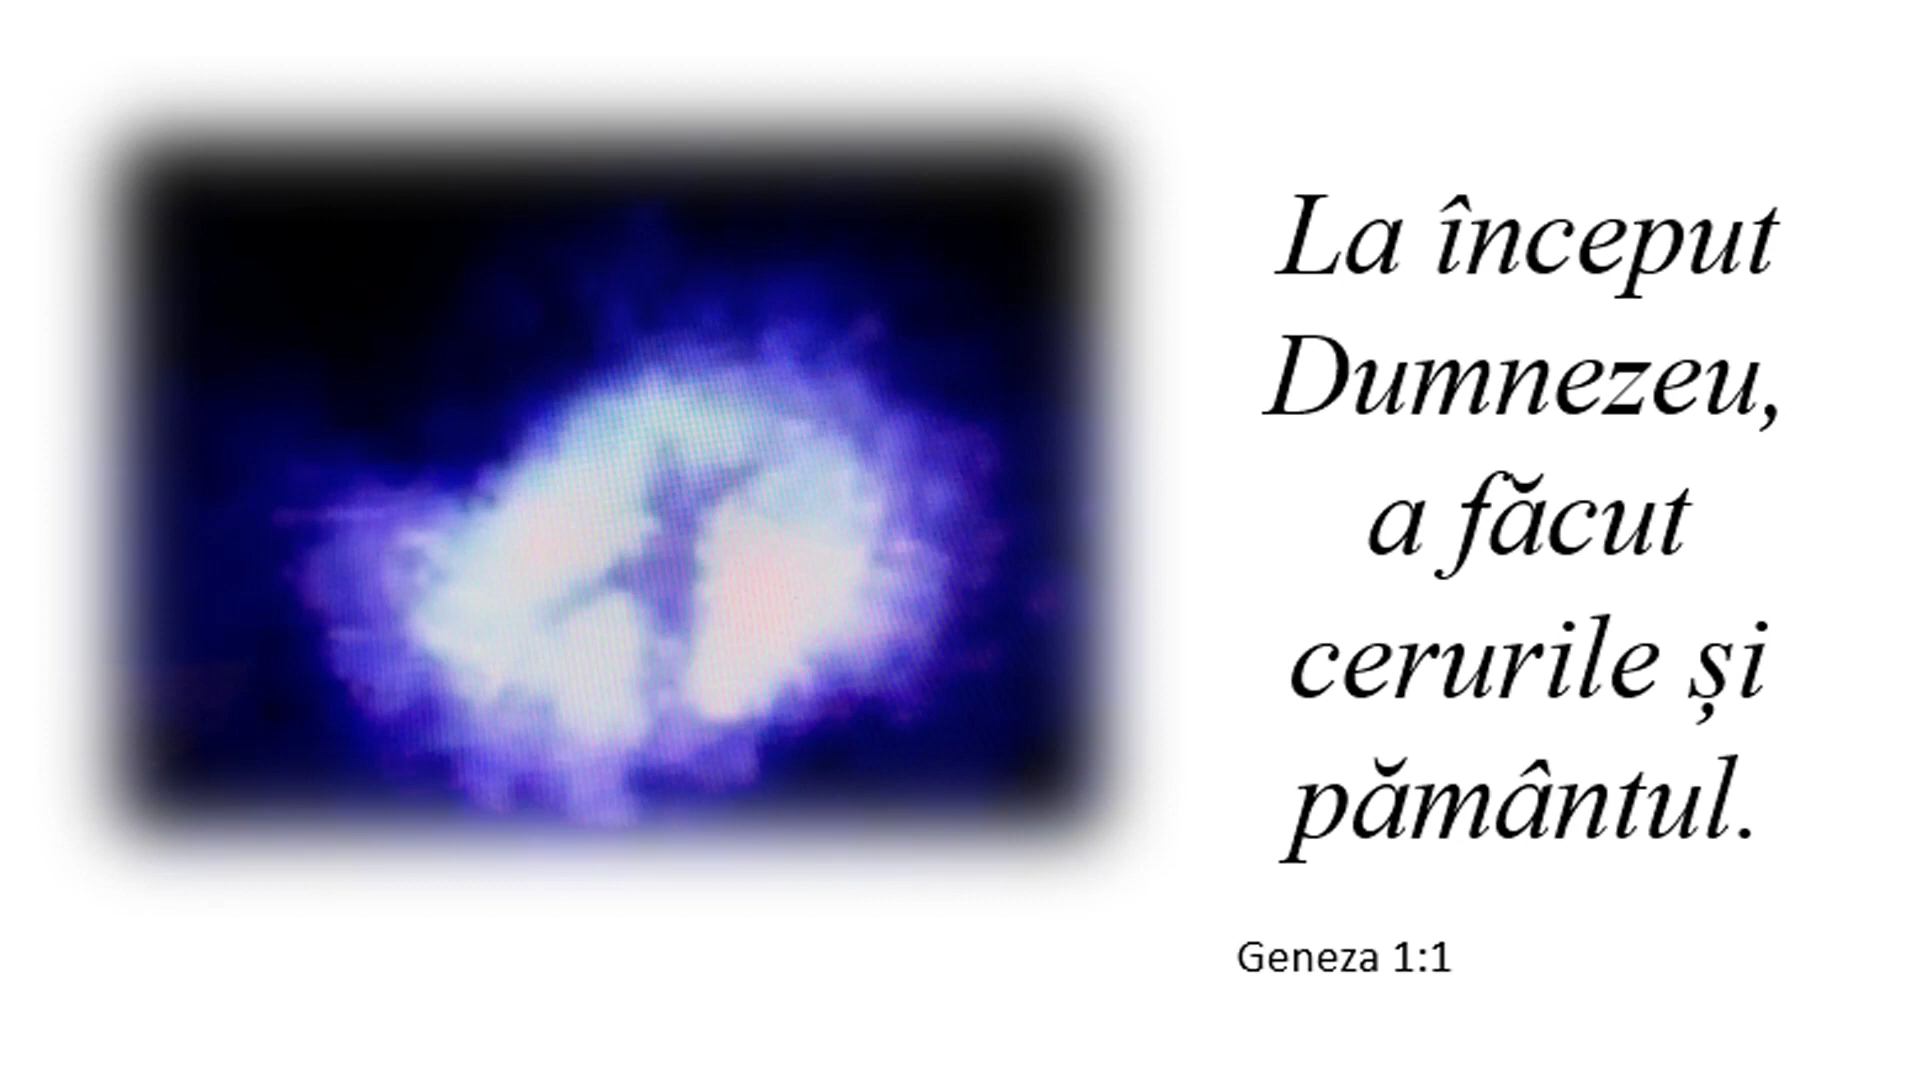 La început
Dumnezeu,
a făcut
cerurile și
pământul.
Geneza 1:1